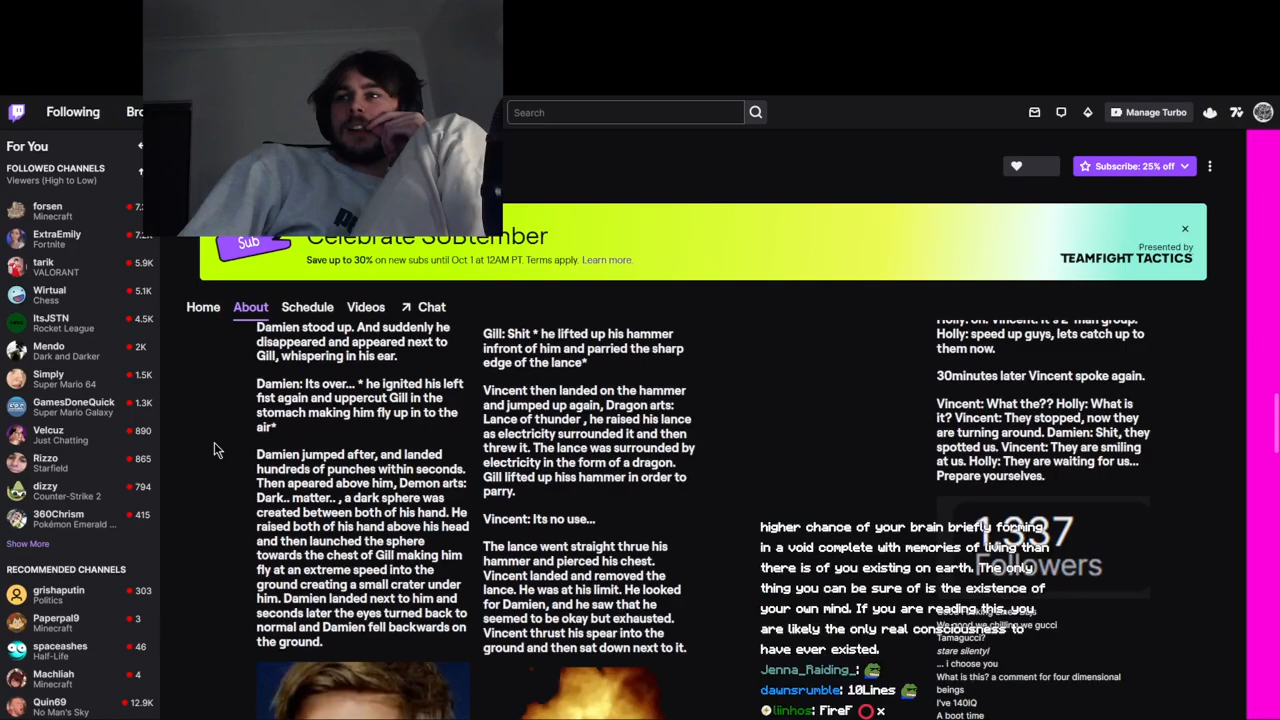 Following
Bro
Search
Manage Turbo
For You
FOLLOWED CHANNELS
Viewers (High to Low)
forsen
Minecraft
ExtraEmily
Fortnite
tarik
5.9K
VALORANT
Wirtual
5.1K
Chess
ItsJSTN
4.5K
Rocket League
Mendo
2K
Dark and Darker
Simply
1.5K
Super Mario 64
GamesDoneQuick
1.3K
Super Mario Galaxy
Velcuz
890
Just Chatting
Rizzo
865
Starfield
dizzy
794
Counter-Strike 2
360Chrism
415
Pokémon Emerald ...
Show More
RECOMMENDED CHANNELS
grishaputin
303
Politics
Paperpal9
3
Minecraft
spaceashes
46
Half-Life
Machliah
4
Minecraft
Quin69
12.9K
No Man's Sky
Subscribe: 25% off
Sub
Celebrate SUBtember
Save up to 30% on new subs until Oct 1 at 12AM PT. Terms apply. Learn more.
Presented by
TEAMFIGHT TACTICS
Home
About
Schedule
Videos
Chat
Damien stood up. And suddenly he
disappeared and appeared next to
Gill, whispering in his ear.
Damien: Its over... * he ignited his left
fist again and uppercut Gill in the
stomach making him fly up in to the
air*
Damien jumped after, and landed
hundreds of punches within seconds.
Then apeared above him, Demon arts:
Dark.. matter.. , a dark sphere was
created between both of his hand. He
raised both of his hand above his head
and then launched the sphere
towards the chest of Gill making him
fly at an extreme speed into the
ground creating a small crater under
him. Damien landed next to him and
seconds later the eyes turned back to
normal and Damien fell backwards on
the ground.
Gill: Shit * he lifted up his hammer
infront of him and parried the sharp
edge of the lance*
Vincent then landed on the hammer
and jumped up again, Dragon arts:
Lance of thunder , he raised his lance
as electricity surrounded it and then
threw it. The lance was surrounded by
electricity in the form of a dragon.
Gill lifted up hiss hammer in order to
parry.
Vincent: Its no use...
The lance went straight thrue his
hammer and pierced his chest.
Vincent landed and removed the
lance. He was at his limit. He looked
for Damien, and he saw that he
seemed to be okay but exhausted.
Vincent thrust his spear into the
ground and then sat down next to it.
Holly: oh. Vincent: it's 2 man group.
Holly: speed up guys, lets catch up to
them now.
30minutes later Vincent spoke again.
Vincent: What the?? Holly: What is
it? Vincent: They stopped, now they
are turning around. Damien: Shit, they
spotted us. Vincent: They are smiling
at us. Holly: They are waiting for us...
Prepare yourselves.
1.337
Followers
We good we chilling we gucci
Tamagucci?
stare silently!
... i choose you
What is this? a comment for four dimensional
beings
I've 140IQ
A boot time
higher chance of your brain briefly forming
in a void complete with memories of living than
there is of you existing on earth. The only
thing you can be sure of is the existence of
your own mind. If you are reading this, you
are likely the only real consciousness to
have ever existed.
Jenna_Raiding_:
dawnsrumble: 10Lines
liinhos: FireF x